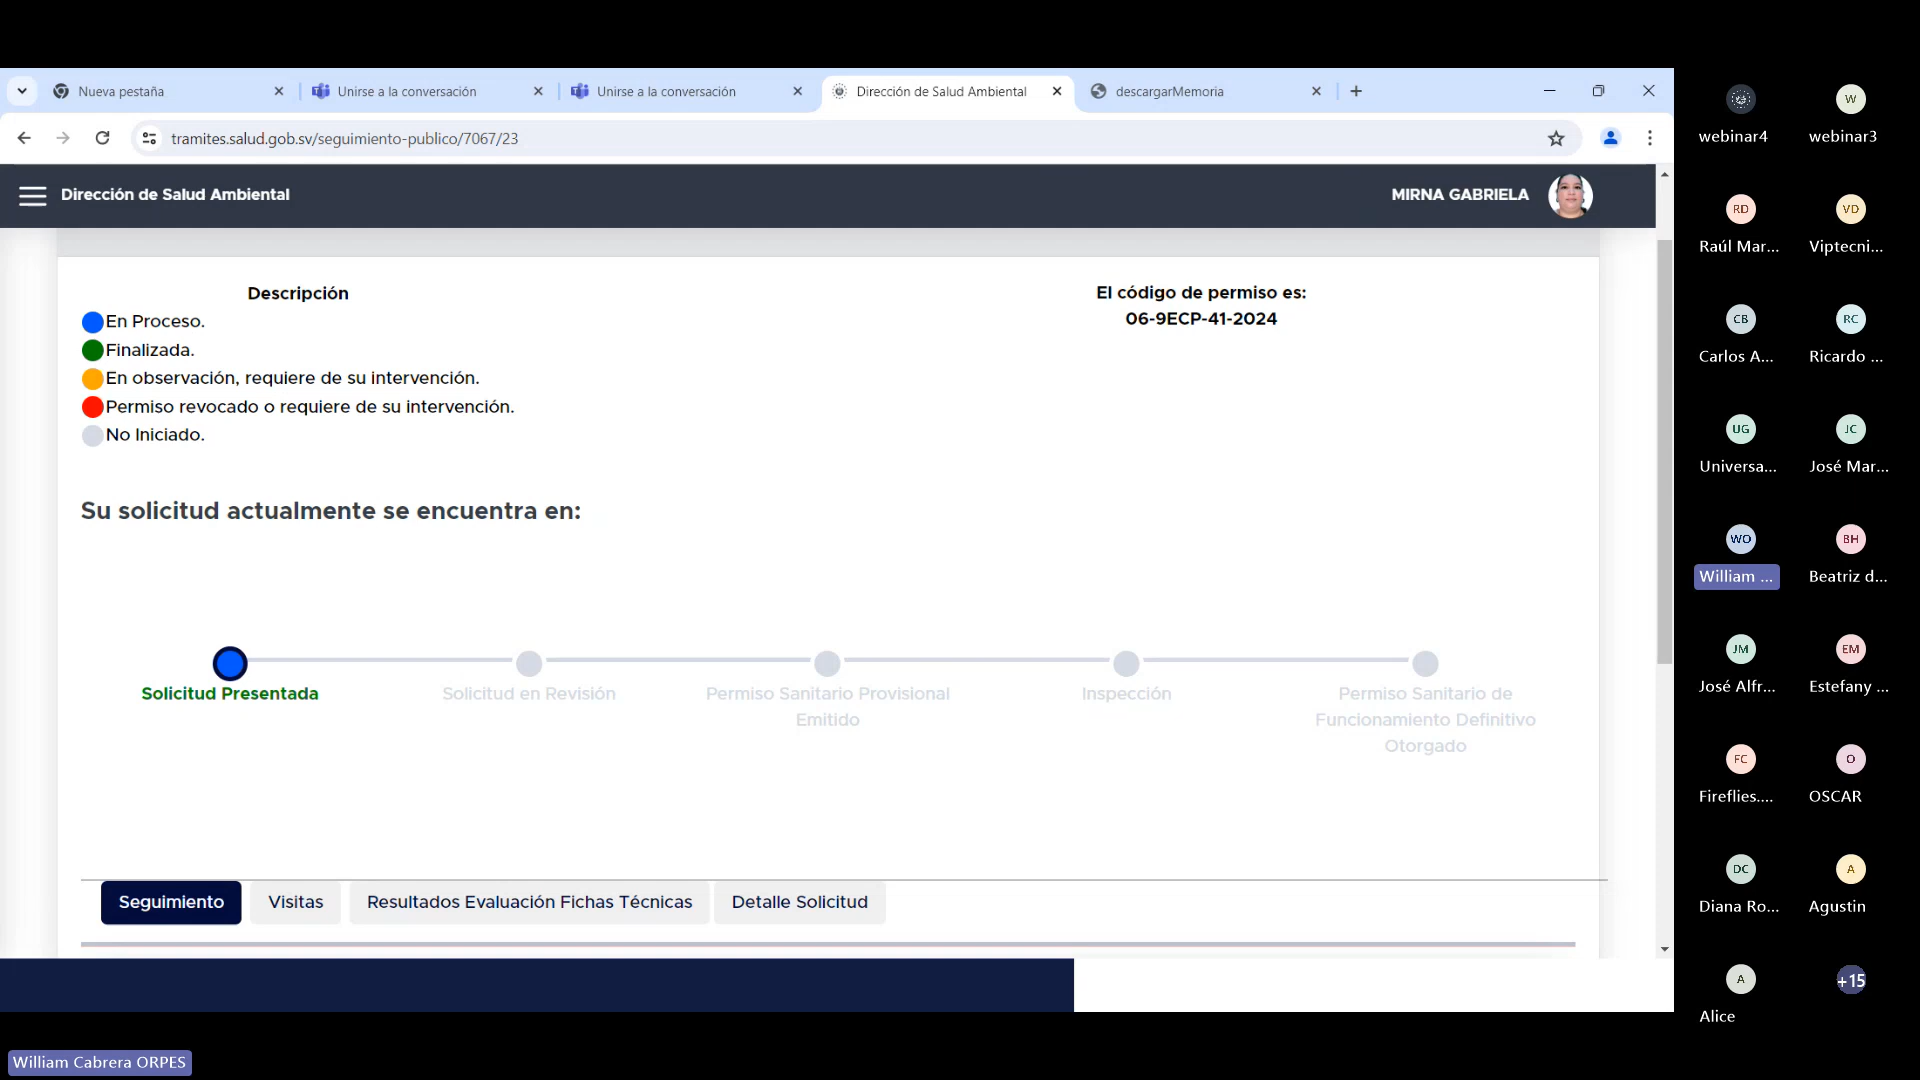 Nueva pestaña
Unirse a la conversación
Unirse a la conversación
Dirección de Salud Ambiental
descargarMemoria
tramites.salud.gob.sv/seguimiento-publico/7067/23
Dirección de Salud Ambiental
MIRNA GABRIELA
Descripción
En Proceso.
Finalizada.
En observación, requiere de su intervención.
Permiso revocado o requiere de su intervención.
No Iniciado.
El código de permiso es:
06-9ECP-41-2024
Su solicitud actualmente se encuentra en:
Solicitud Presentada
Solicitud en Revisión
Permiso Sanitario Provisional
Emitido
Inspección
Permiso Sanitario de
Funcionamiento Definitivo
Otorgado
Seguimiento
Visitas
Resultados Evaluación Fichas Técnicas
Detalle Solicitud
webinar4
W
webinar3
RD
Raúl Mar...
VD
Viptecni...
CB
Carlos A...
RC
Ricardo ...
UG
Universa...
JC
José Mar...
WO
William ...
BH
Beatriz d...
JM
José Alfr...
EM
Estefany ...
FC
Fireflies....
O
OSCAR
DC
Diana Ro...
A
Agustin
A
Alice
+15
William Cabrera ORPES